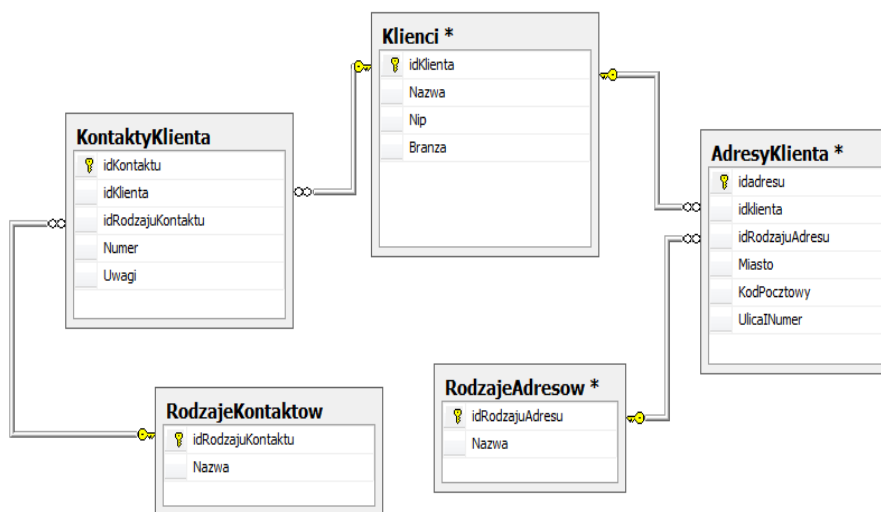 Klienci *
idKlienta
Nazwa
Nip
Branza
KontaktyKlienta
idKontaktu
idKlienta
idRodzajuKontaktu
Numer
Uwagi
AdresyKlienta *
idadresu
idklienta
idRodzajuAdresu
Miasto
KodPocztowy
UlicaINumer
RodzajeKontaktow
idRodzajuKontaktu
Nazwa
RodzajeAdresow *
idRodzajuAdresu
Nazwa